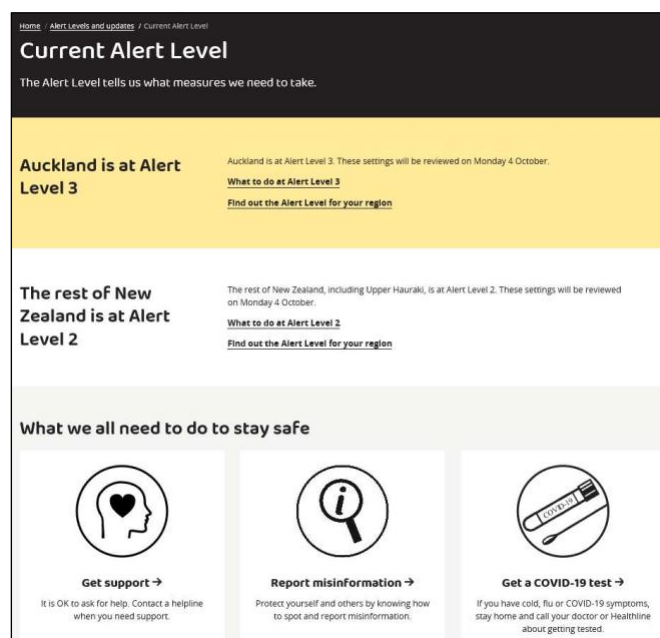 Home / Alert Levels and updates / Current Alert Level
Current Alert Level
The Alert Level tells us what measures we need to take.
Auckland is at Alert
Level 3
Auckland is at Alert Level 3. These settings will be reviewed on Monday 4 October.
What to do at Alert Level 3
Find out the Alert Level for your region
The rest of New
Zealand is at Alert
Level 2
The rest of New Zealand, including Upper Hauraki, is at Alert Level 2. These settings will be reviewed
on Monday 4 October.
What to do at Alert Level 2
Find out the Alert Level for your region
What we all need to do to stay safe
i
COVID-19
Get support →
It is OK to ask for help. Contact a helpline
when you need support.
Report misinformation →
Protect yourself and others by knowing how
to spot and report misinformation.
Get a COVID-19 test →
If you have cold, flu or COVID-19 symptoms,
stay home and call your doctor or Healthline
about getting tested.